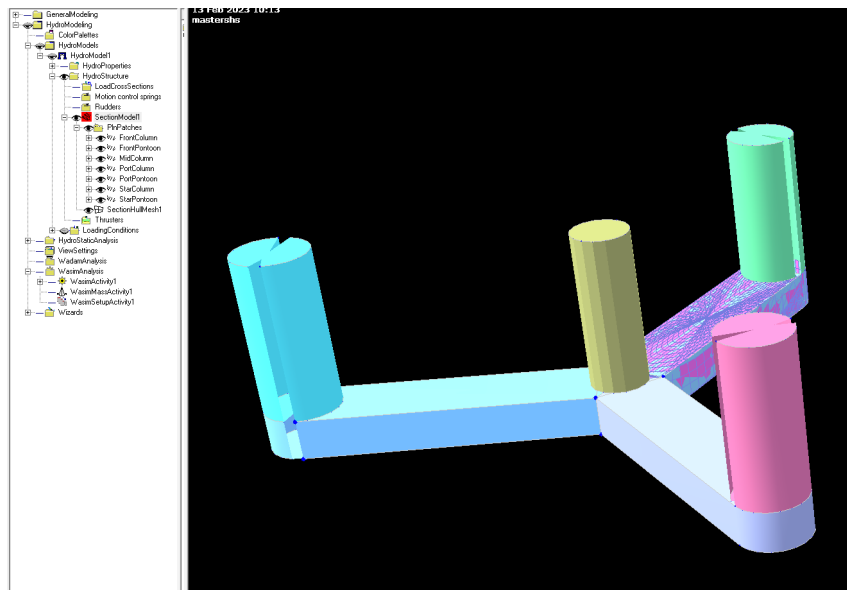 GeneralModeling
HydroModeling
ColorPalettes
HydroModels
HydroModel1
HydroProperties
HydroStructure
LoadCrossSections
Motion control springs
Rudders
SectionModel1
PlnPatches
FrontColumn
FrontPontoon
MidColumn
PortColumn
PortPontoon
StarColumn
StarPontoon
SectionHullMesh1
Thrusters
LoadingConditions
HydroStaticAnalysis
ViewSettings
WadamAnalysis
WasimAnalysis
WasimActivity1
WasimMassActivity1
WasimSetupActivity1
Wizards
13 Feb 2023 10:13
mastershs